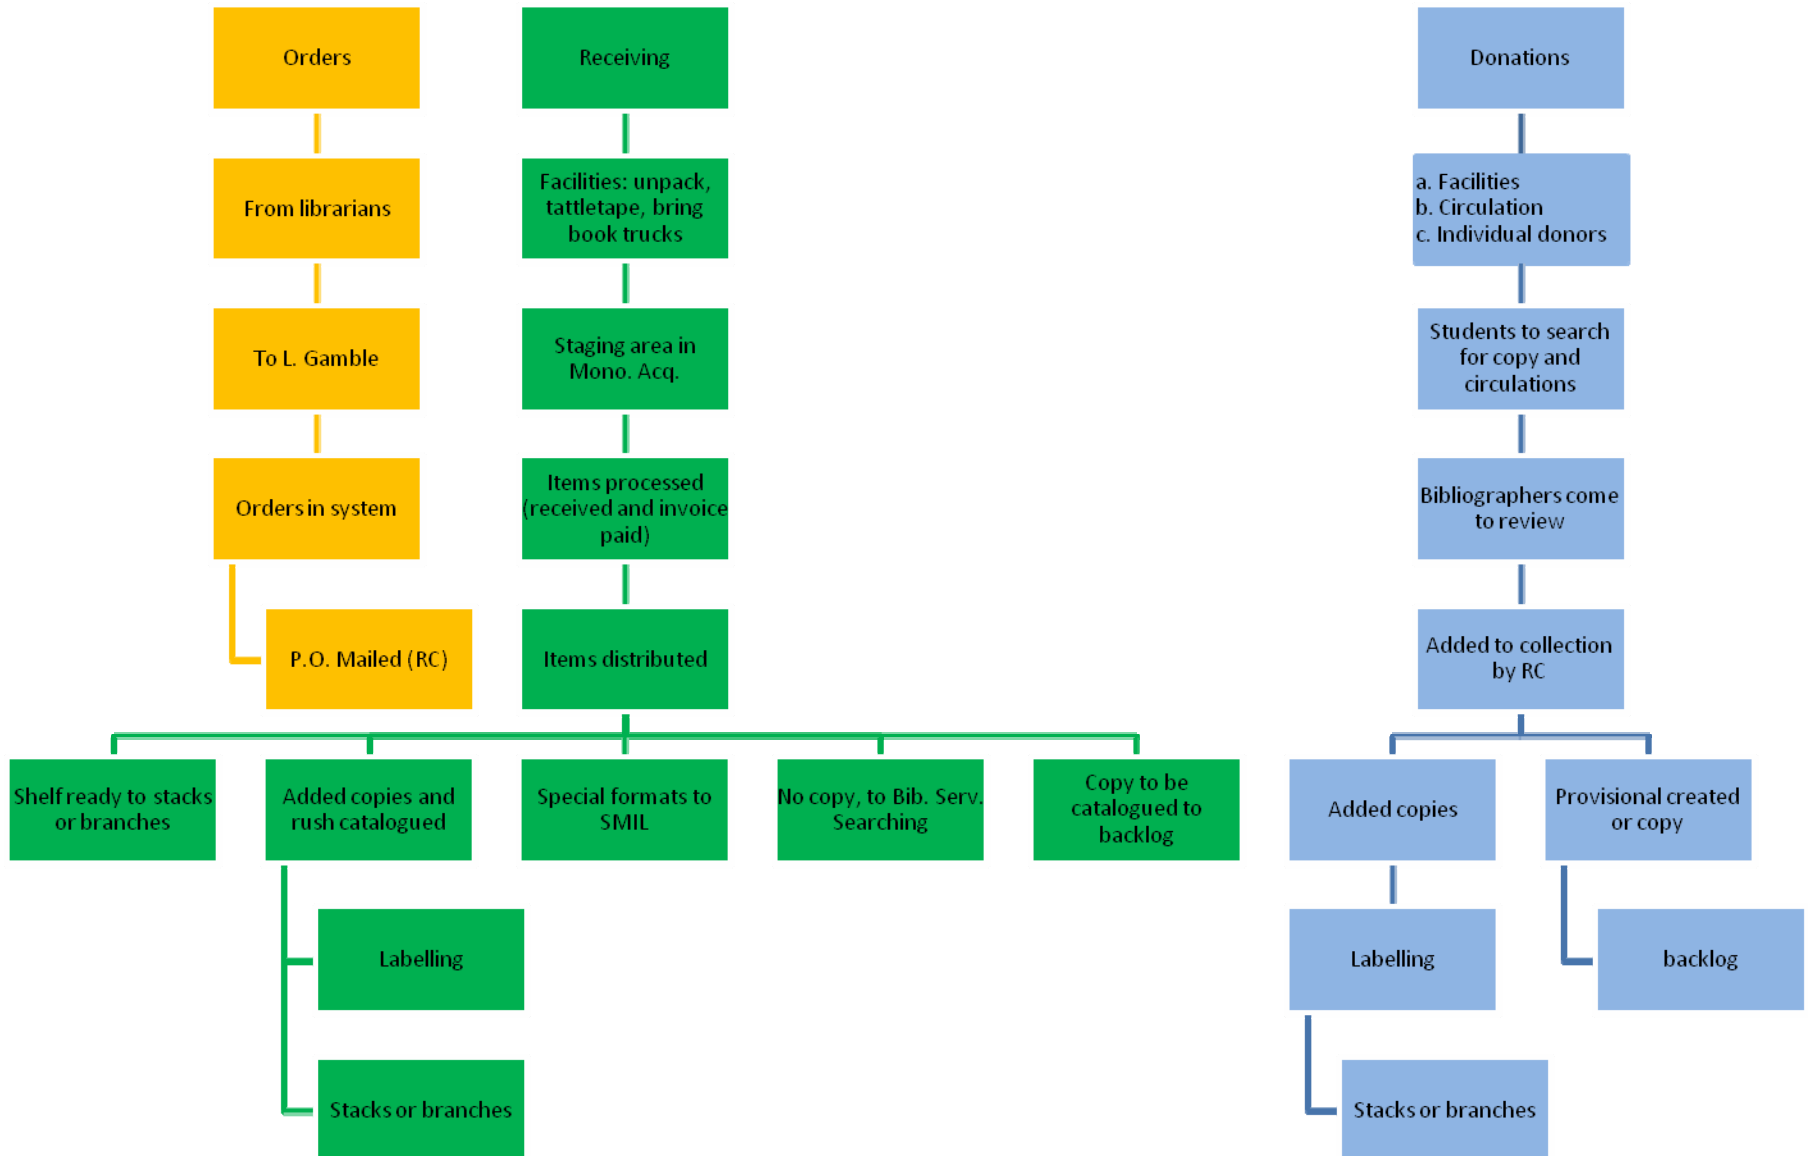 Orders
Receiving
Donations
From librarians
Facilities: unpack,
tattletape, bring
book trucks
a. Facilities
b. Circulation
c. Individual donors
To L. Gamble
Staging area in
Mono. Acq.
Students to search
for copy and
circulations
Orders in system
Items processed
(received and invoice
paid)
Bibliographers come
to review
P.O. Mailed (RC)
Items distributed
Added to collection
by RC
Shelf ready to stacks
or branches
Added copies and
rush catalogued
Special formats to
SMIL
No copy, to Bib. Serv.
Searching
Copy to be
catalogued to
backlog
Added copies
Provisional created
or copy
Labelling
Labelling
backlog
Stacks or branches
Stacks or branches